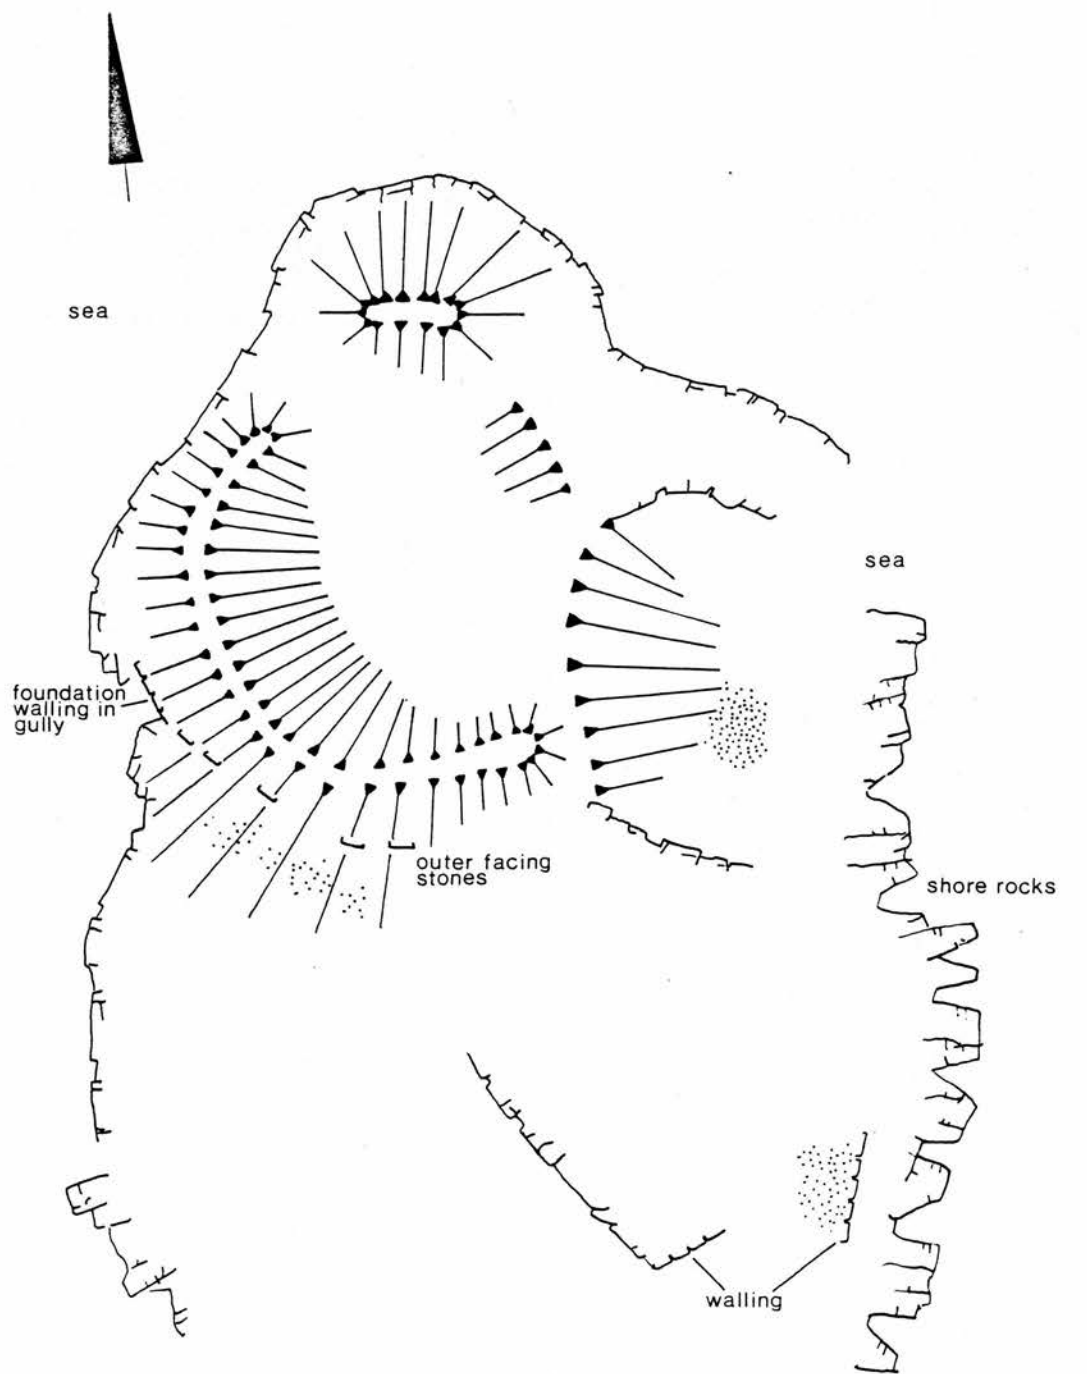 sea
sea
foundation
walling in
gully
outer facing
stones
shore rocks
walling